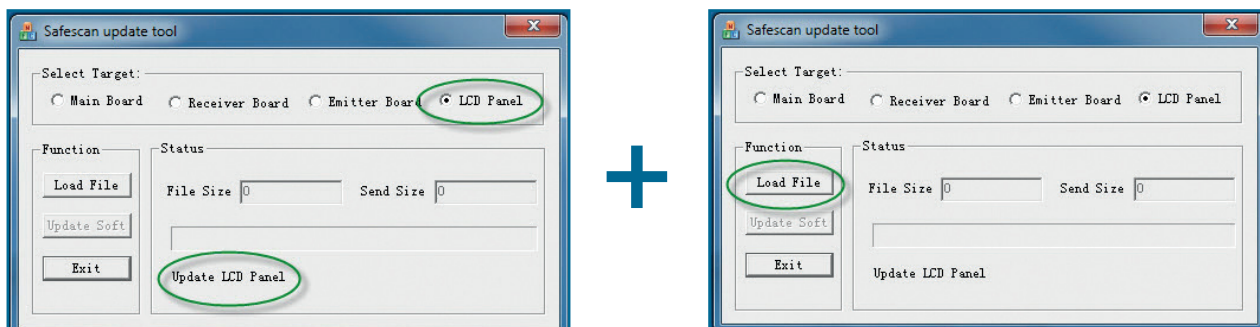 Safescan update tool
Select Target:
Main Board Receiver Board Emitter Board LCD Panel
Function
Status
Load File
File Size 0 Send Size 0
Update Soft
Exit
Update LCD Panel
+
Safescan update tool
Select Target:
Main Board Receiver Board Emitter Board LCD Panel
Function
Status
Load File
File Size 0 Send Size 0
Update Soft
Exit
Update LCD Panel